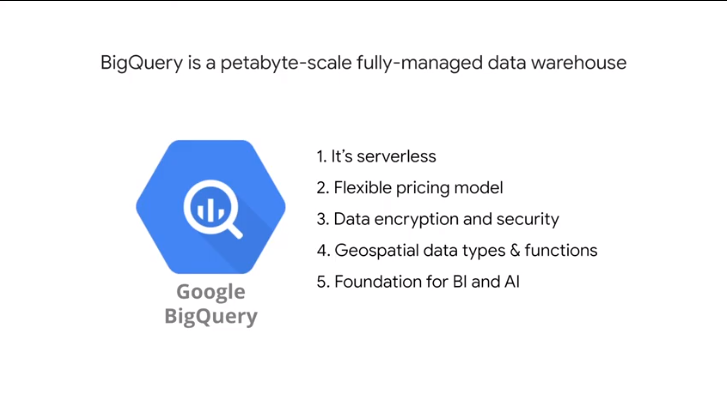 BigQuery is a petabyte-scale fully-managed data warehouse
1. It's serverless
2. Flexible pricing model
3. Data encryption and security
4. Geospatial data types & functions
5. Foundation for BI and AI
Google
BigQuery